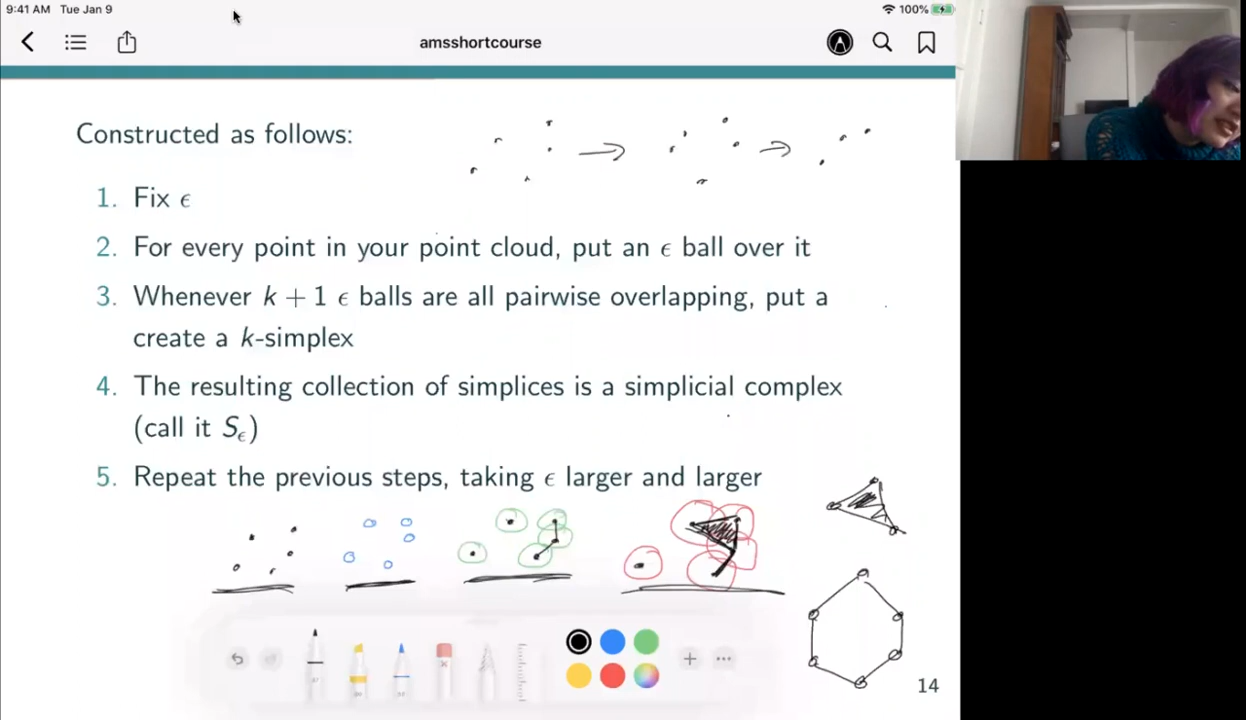 9:41 AM Tue Jan 9
100%
amsshortcourse
Constructed as follows:
1. Fix ϵ
2. For every point in your point cloud, put an ϵ ball over it
3. Whenever k + 1 ϵ balls are all pairwise overlapping, put a
create a k-simplex
4. The resulting collection of simplices is a simplicial complex
(call it Sϵ)
5. Repeat the previous steps, taking ϵ larger and larger
14